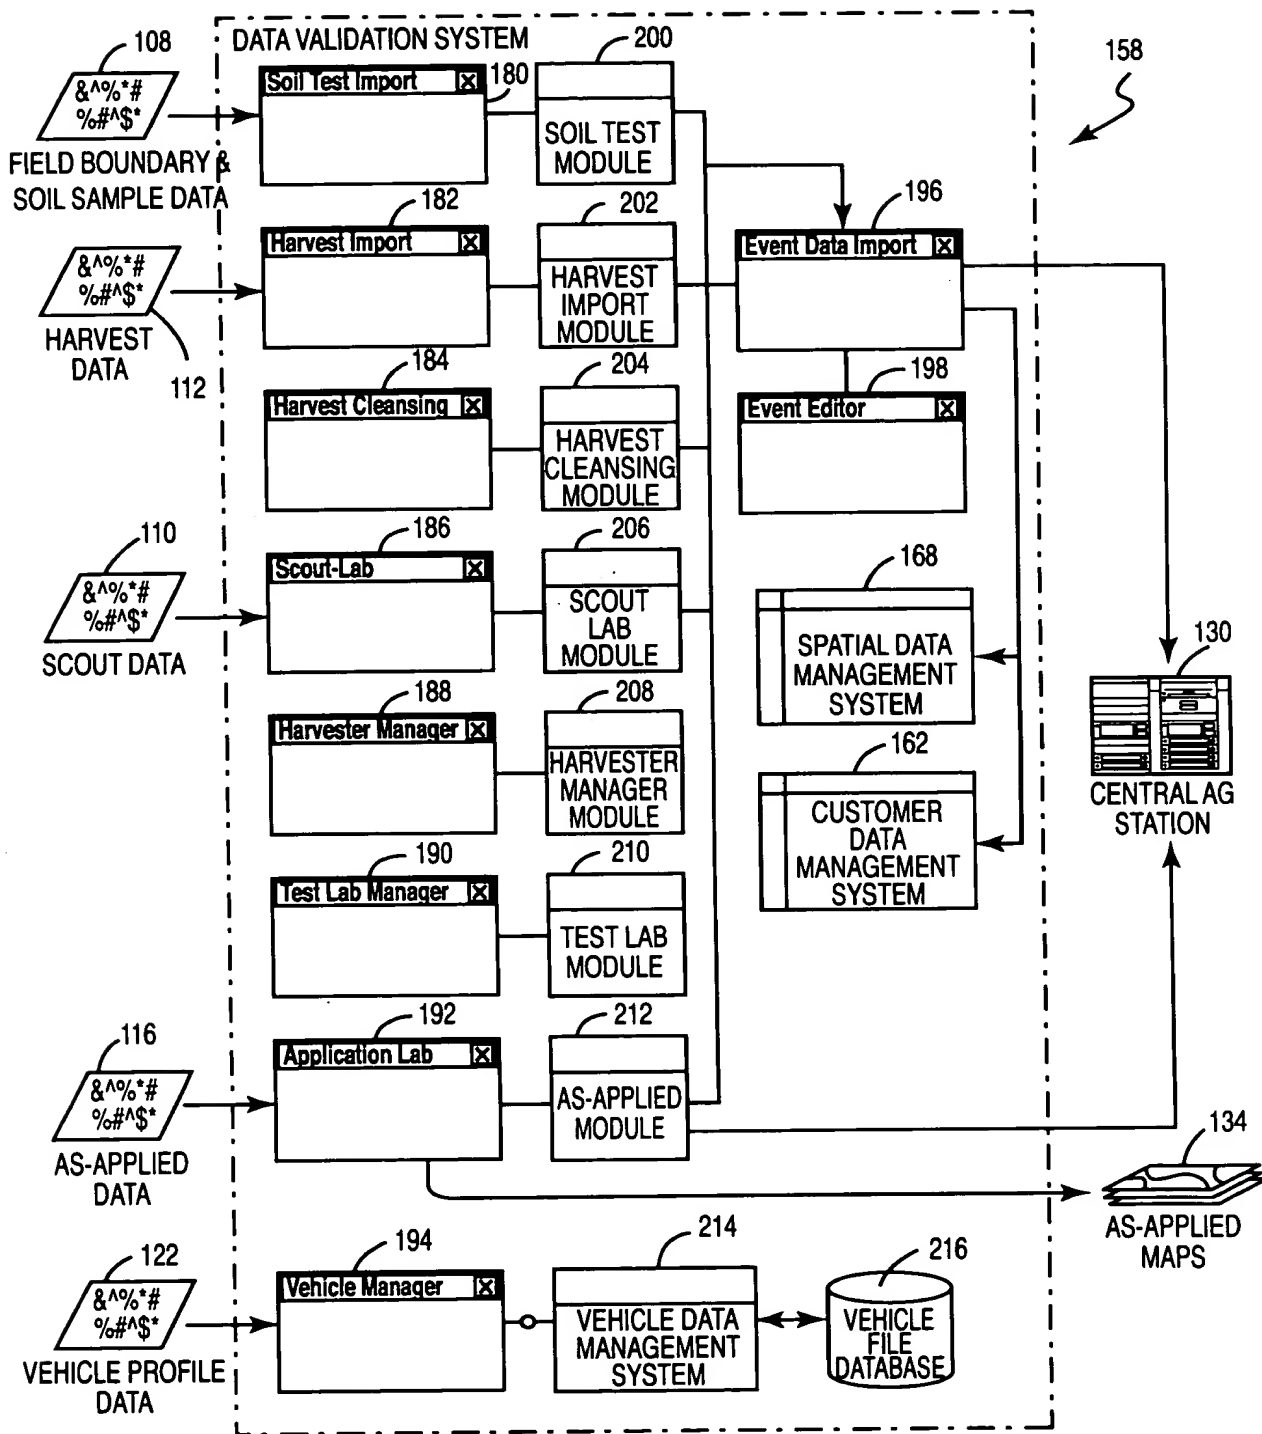 108
DATA VALIDATION SYSTEM
200
158
&^%*#
%#^$*
Soil Test Import
180
FIELD BOUNDARY &
SOIL SAMPLE DATA
SOIL TEST
MODULE
182
202
196
&^%*#
%#^$*
Harvest Import
Event Data Import
HARVEST
DATA
112
HARVEST
IMPORT
MODULE
184
204
198
Harvest Cleansing
Event Editor
HARVEST
CLEANSING
MODULE
110
186
206
168
&^%*#
%#^$*
Scout-Lab
SCOUT DATA
SCOUT
LAB
MODULE
SPATIAL DATA
MANAGEMENT
SYSTEM
130
188
208
162
Harvester Manager
HARVESTER
MANAGER
MODULE
CENTRAL AG
STATION
CUSTOMER
DATA
MANAGEMENT
SYSTEM
190
210
Test Lab Manager
TEST LAB
MODULE
116
192
212
&^%*#
%#^$*
Application Lab
AS-APPLIED
MODULE
AS-APPLIED
DATA
134
AS-APPLIED
MAPS
122
194
214
216
&^%*#
%#^$*
Vehicle Manager
VEHICLE PROFILE
DATA
VEHICLE DATA
MANAGEMENT
SYSTEM
VEHICLE
FILE
DATABASE